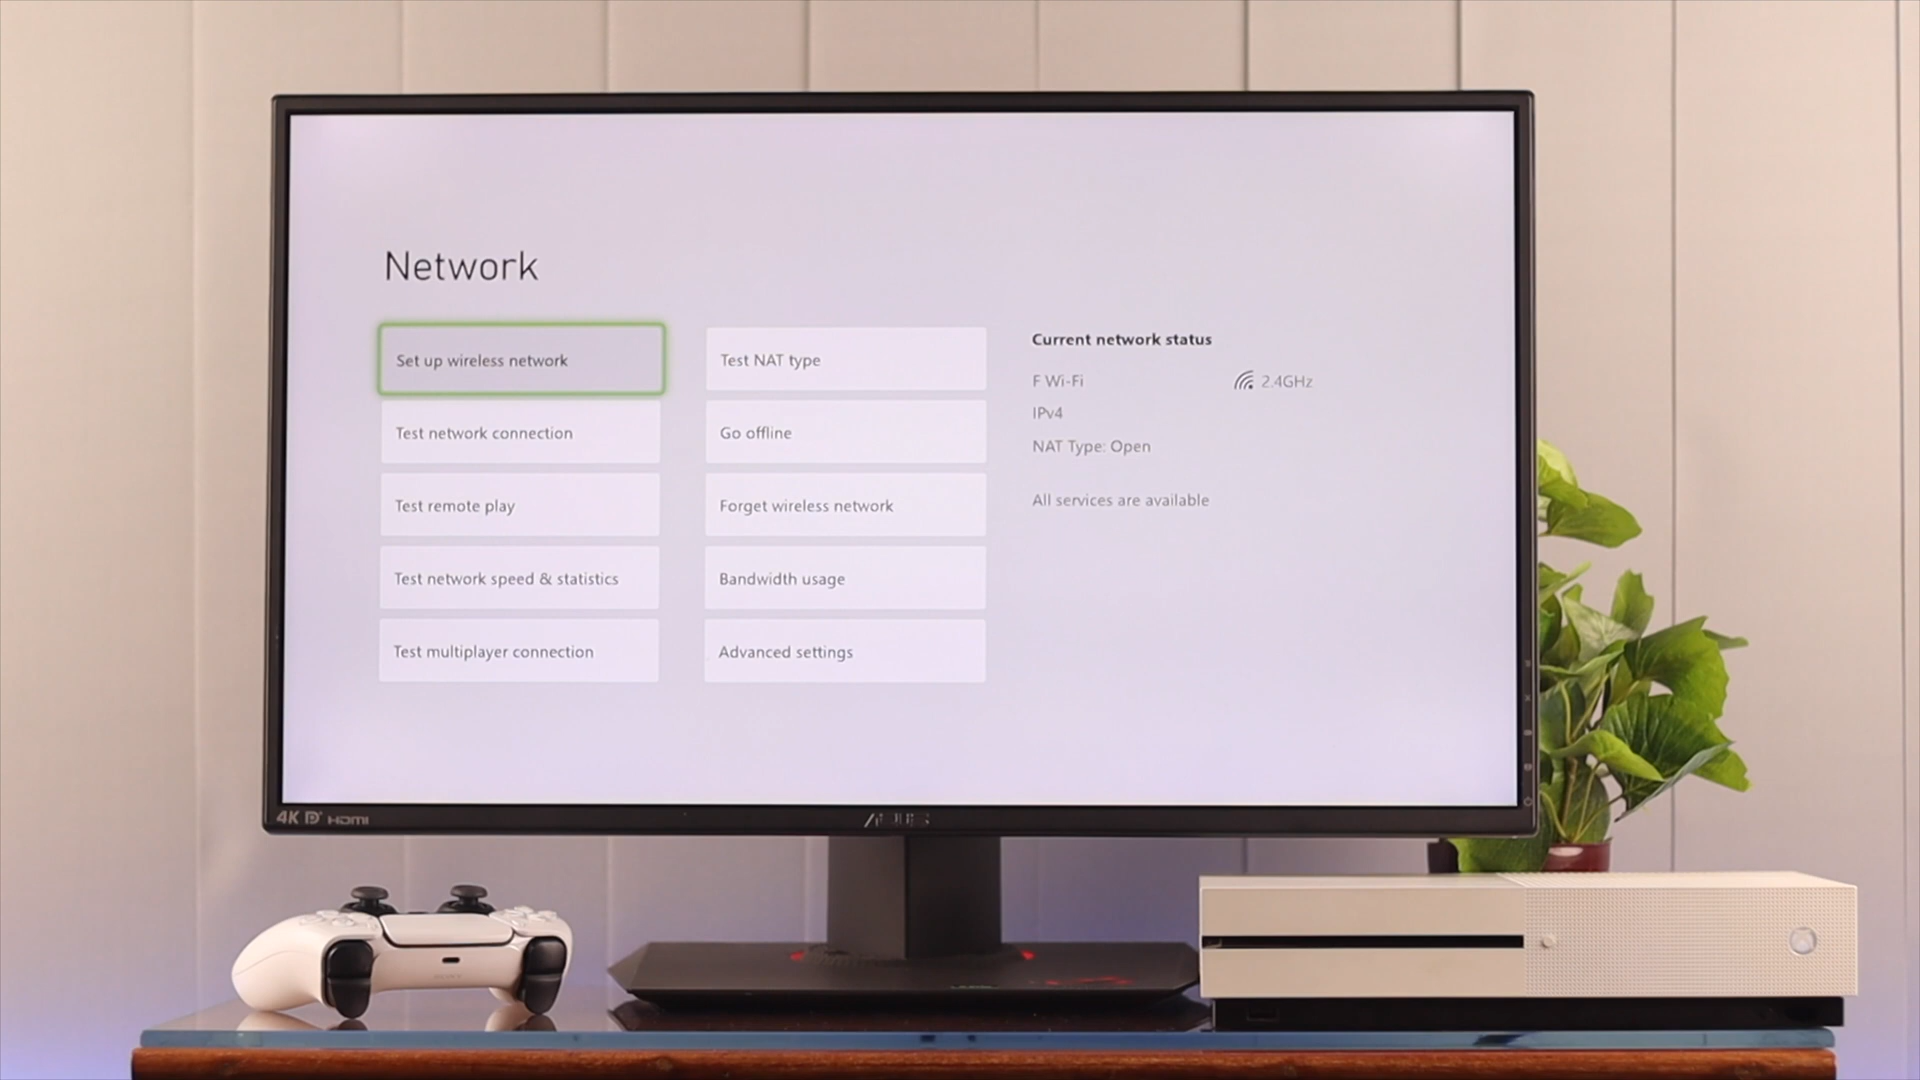 Network
Set up wireless network
Test network connection
Test remote play
Test network speed & statistics
Test multiplayer connection
Test NAT type
Go offline
Forget wireless network
Bandwidth usage
Advanced settings
Current network status
F Wi-Fi 2.4GHz
IPv4
NAT Type: Open
All services are available
4K HDMI
ASUS